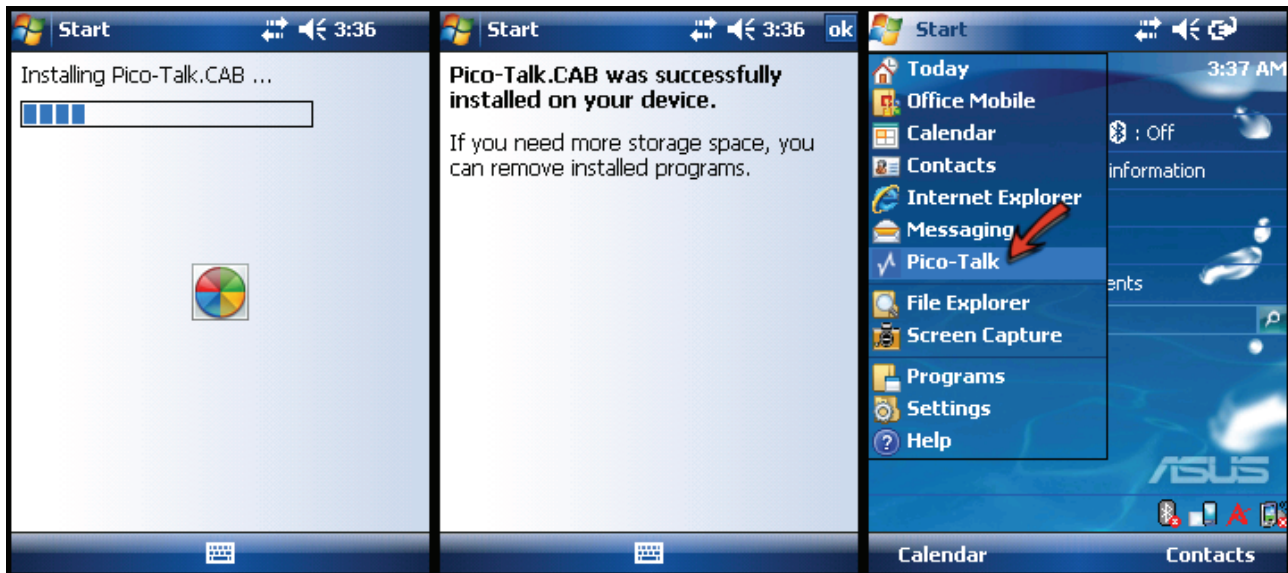 Start 3:36
Installing Pico-Talk.CAB ...
Start 3:36 ok
Pico-Talk.CAB was successfully
installed on your device.
If you need more storage space, you
can remove installed programs.
Start
Today
3:37 AM
Office Mobile
Calendar
: Off
Contacts
information
Internet Explorer
Messaging
Pico-Talk
ents
File Explorer
Screen Capture
Programs
Settings
Help
ASUS
Calendar Contacts